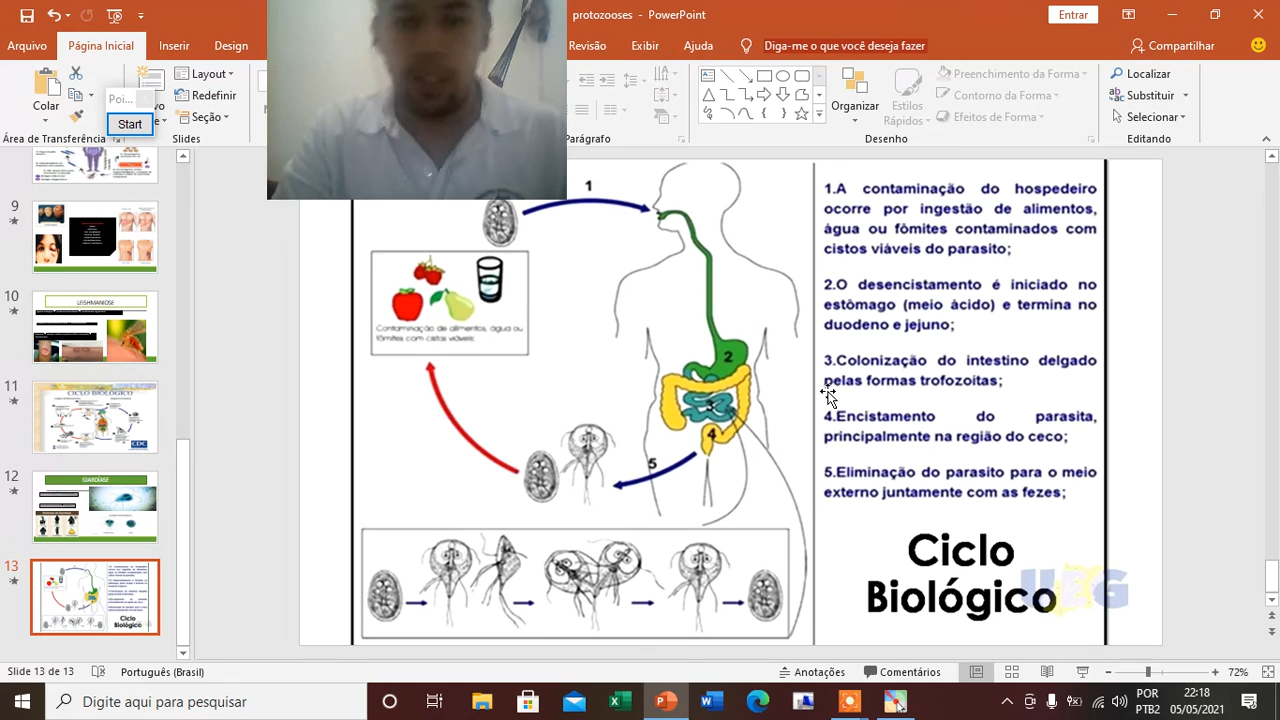 protozooses - PowerPoint
Entrar
Arquivo
Página Inicial
Inserir
Design
Revisão
Exibir
Ajuda
Diga-me o que você deseja fazer
Compartilhar
Colar
Layout
Redefinir
Seção
Poi...
Start
Organizar
Estilos
Rápidos
Preenchimento da Forma
Contorno da Forma
Efeitos de Forma
Localizar
Substituir
Selecionar
Área de Transferência
Slides
Parágrafo
Desenho
Editando
9
10
LEISHMANIOSE
11
CICLO BIOLÓGICO
CDC
12
GIARDÍASE
13
Ciclo
Biológico
1
2
3
4
5
Contaminação de alimentos, água ou
fômites com cistos viáveis.
1.A contaminação do hospedeiro
ocorre por ingestão de alimentos,
água ou fômites contaminados com
cistos viáveis do parasito;
2.O desencistamento é iniciado no
estômago (meio ácido) e termina no
duodeno e jejuno;
3.Colonização do intestino delgado
pelas formas trofozoítas;
4.Encistamento do parasita,
principalmente na região do ceco;
5.Eliminação do parasito para o meio
externo juntamente com as fezes;
Ciclo
Biológico
Slide 13 de 13
Português (Brasil)
Anotações
Comentários
72%
Digite aqui para pesquisar
POR
PTB2
22:18
05/05/2021